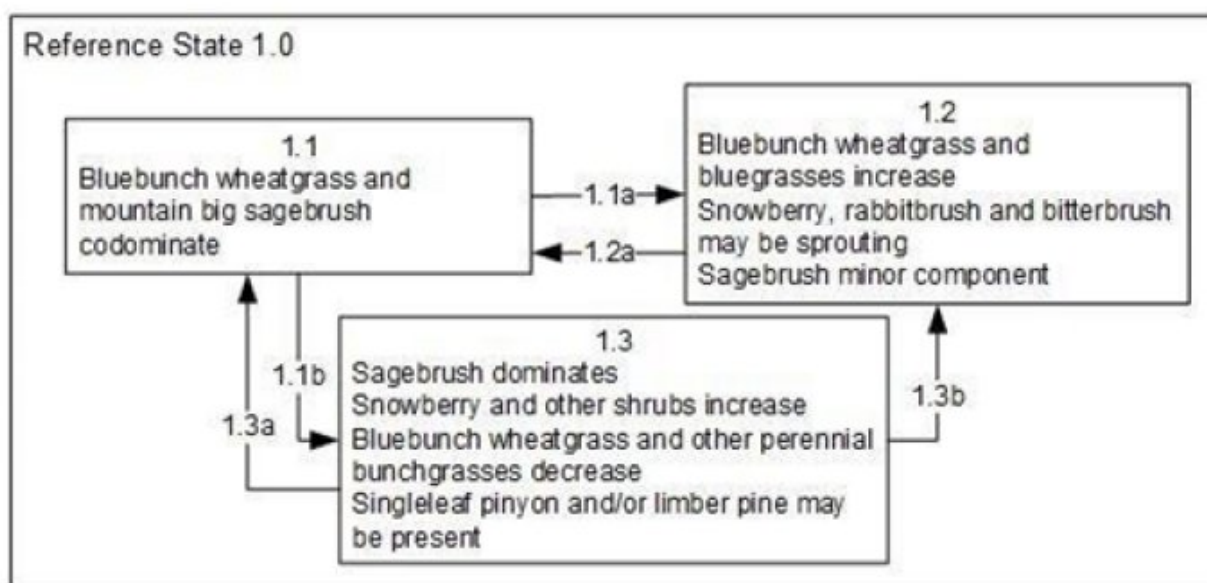 Reference State 1.0
1.1
Bluebunch wheatgrass and
mountain big sagebrush
codominate
1.1a
1.2a
1.2
Bluebunch wheatgrass and
bluegrasses increase
Snowberry, rabbitbrush and bitterbrush
may be sprouting
Sagebrush minor component
1.1b
1.3a
1.3
Sagebrush dominates
Snowberry and other shrubs increase
Bluebunch wheatgrass and other perennial
bunchgrasses decrease
Singleleaf pinyon and/or limber pine may
be present
1.3b